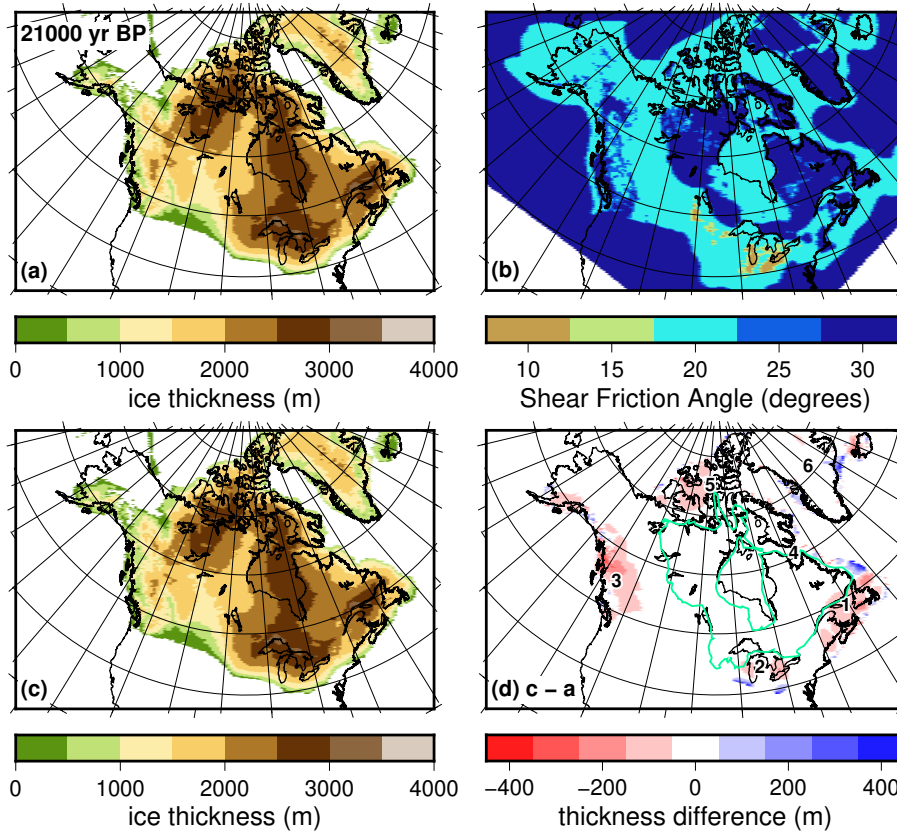 21000 yr BP
(a)
(b)
0 1000 2000 3000 4000
ice thickness (m)
10 15 20 25 30
Shear Friction Angle (degrees)
6
5
4
3
1
2
(c)
(d) c – a
0 1000 2000 3000 4000
ice thickness (m)
−400 −200 0 200 400
thickness difference (m)